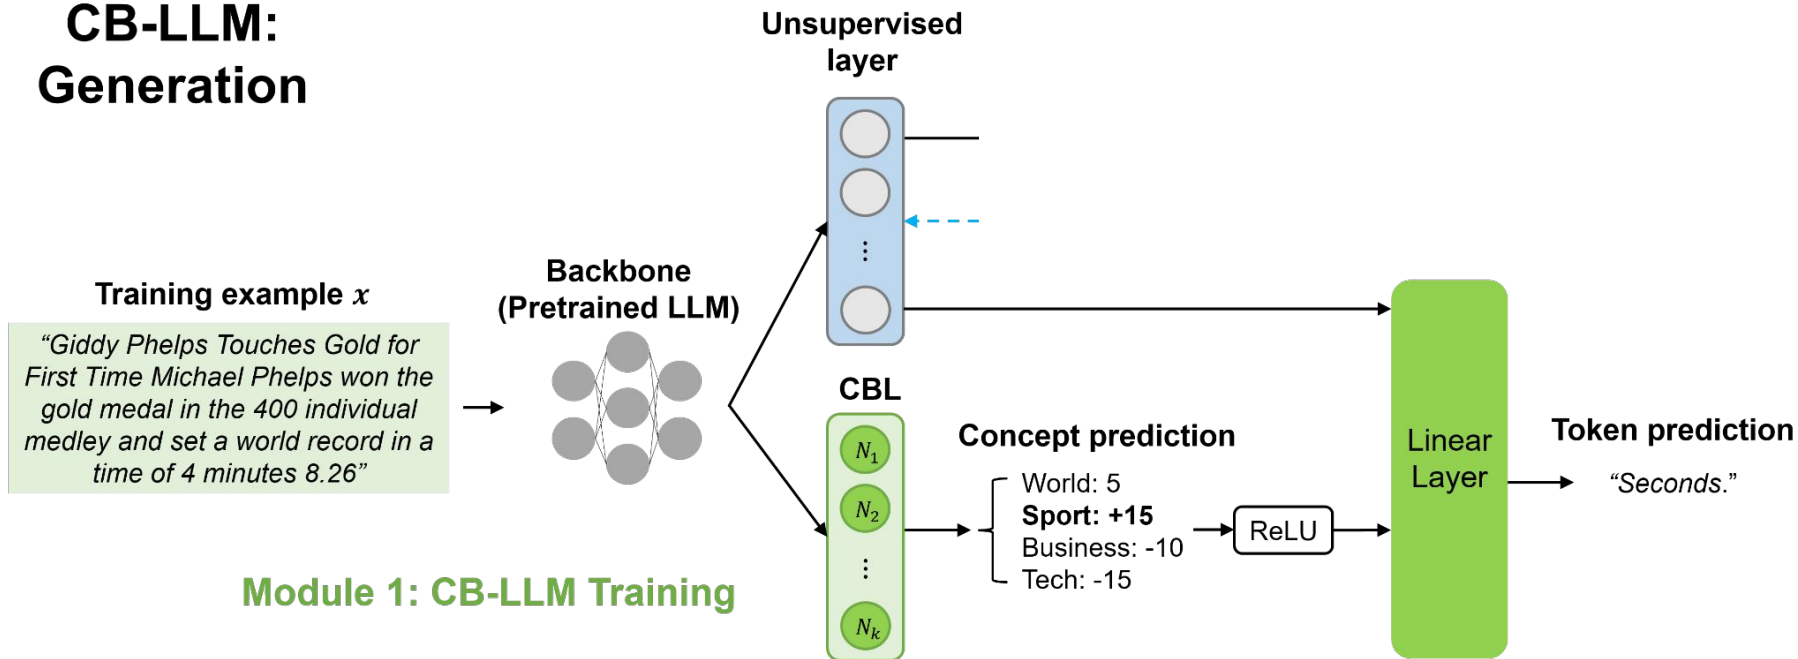 CB-LLM:
Generation
Unsupervised
layer
Training example x
“Giddy Phelps Touches Gold for
First Time Michael Phelps won the
gold medal in the 400 individual
medley and set a world record in a
time of 4 minutes 8.26”
Backbone
(Pretrained LLM)
⋮
CBL
N₁
N₂
⋮
Nₖ
Concept prediction
World: 5
Sport: +15
Business: -10
Tech: -15
ReLU
Linear
Layer
Token prediction
“Seconds.”
Module 1: CB-LLM Training